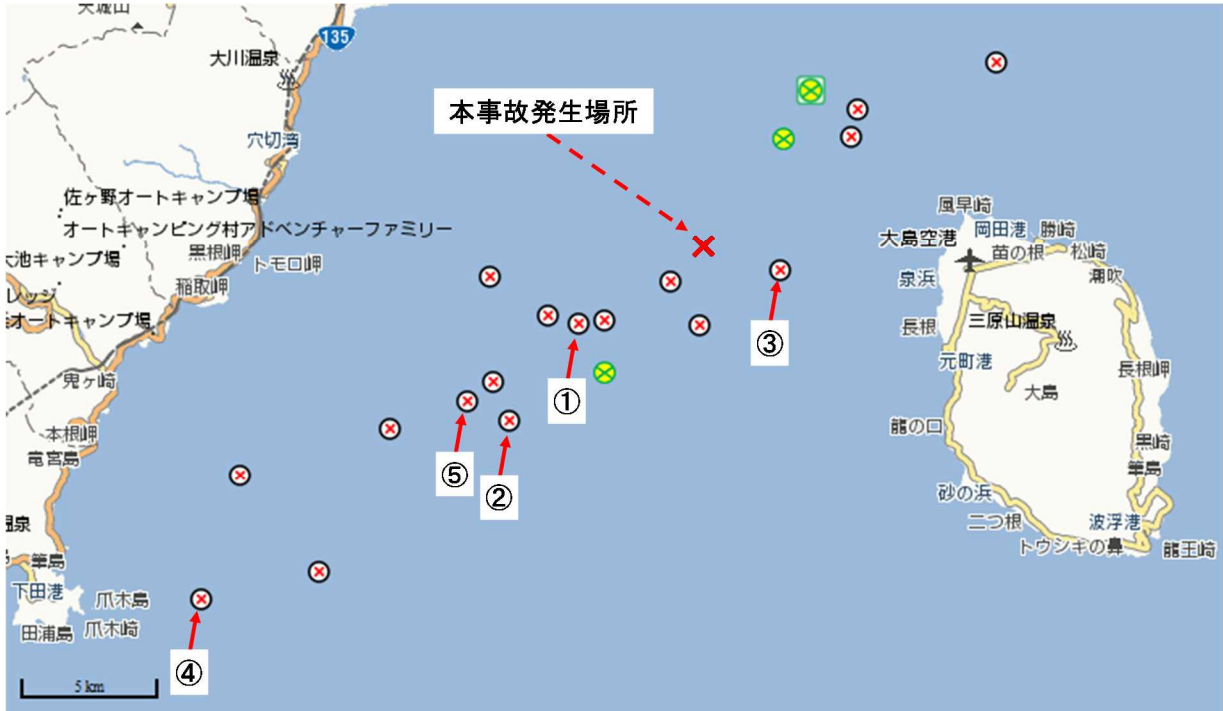 天城山
135
大川温泉
本事故発生場所
穴切湾
佐ヶ野オートキャンプ場
オートキャンピング村アドベンチャーファミリー
風早崎
岡田港
勝崎
大島空港
苗の根
松崎
黒根岬
トモロ岬
池キャンプ場
稲取岬
レッジ
泉浜
潮吹
オートキャンプ場
長根
三原山温泉
③
元町港
長根岬
鬼ヶ崎
大島
①
本根岬
龍の口
竜宮島
黒崎
筆島
⑤
②
砂の浜
二つ根
波浮港
温泉
トウシキの鼻
龍王崎
筆島
下田港
爪木島
田浦島
爪木崎
④
5 km